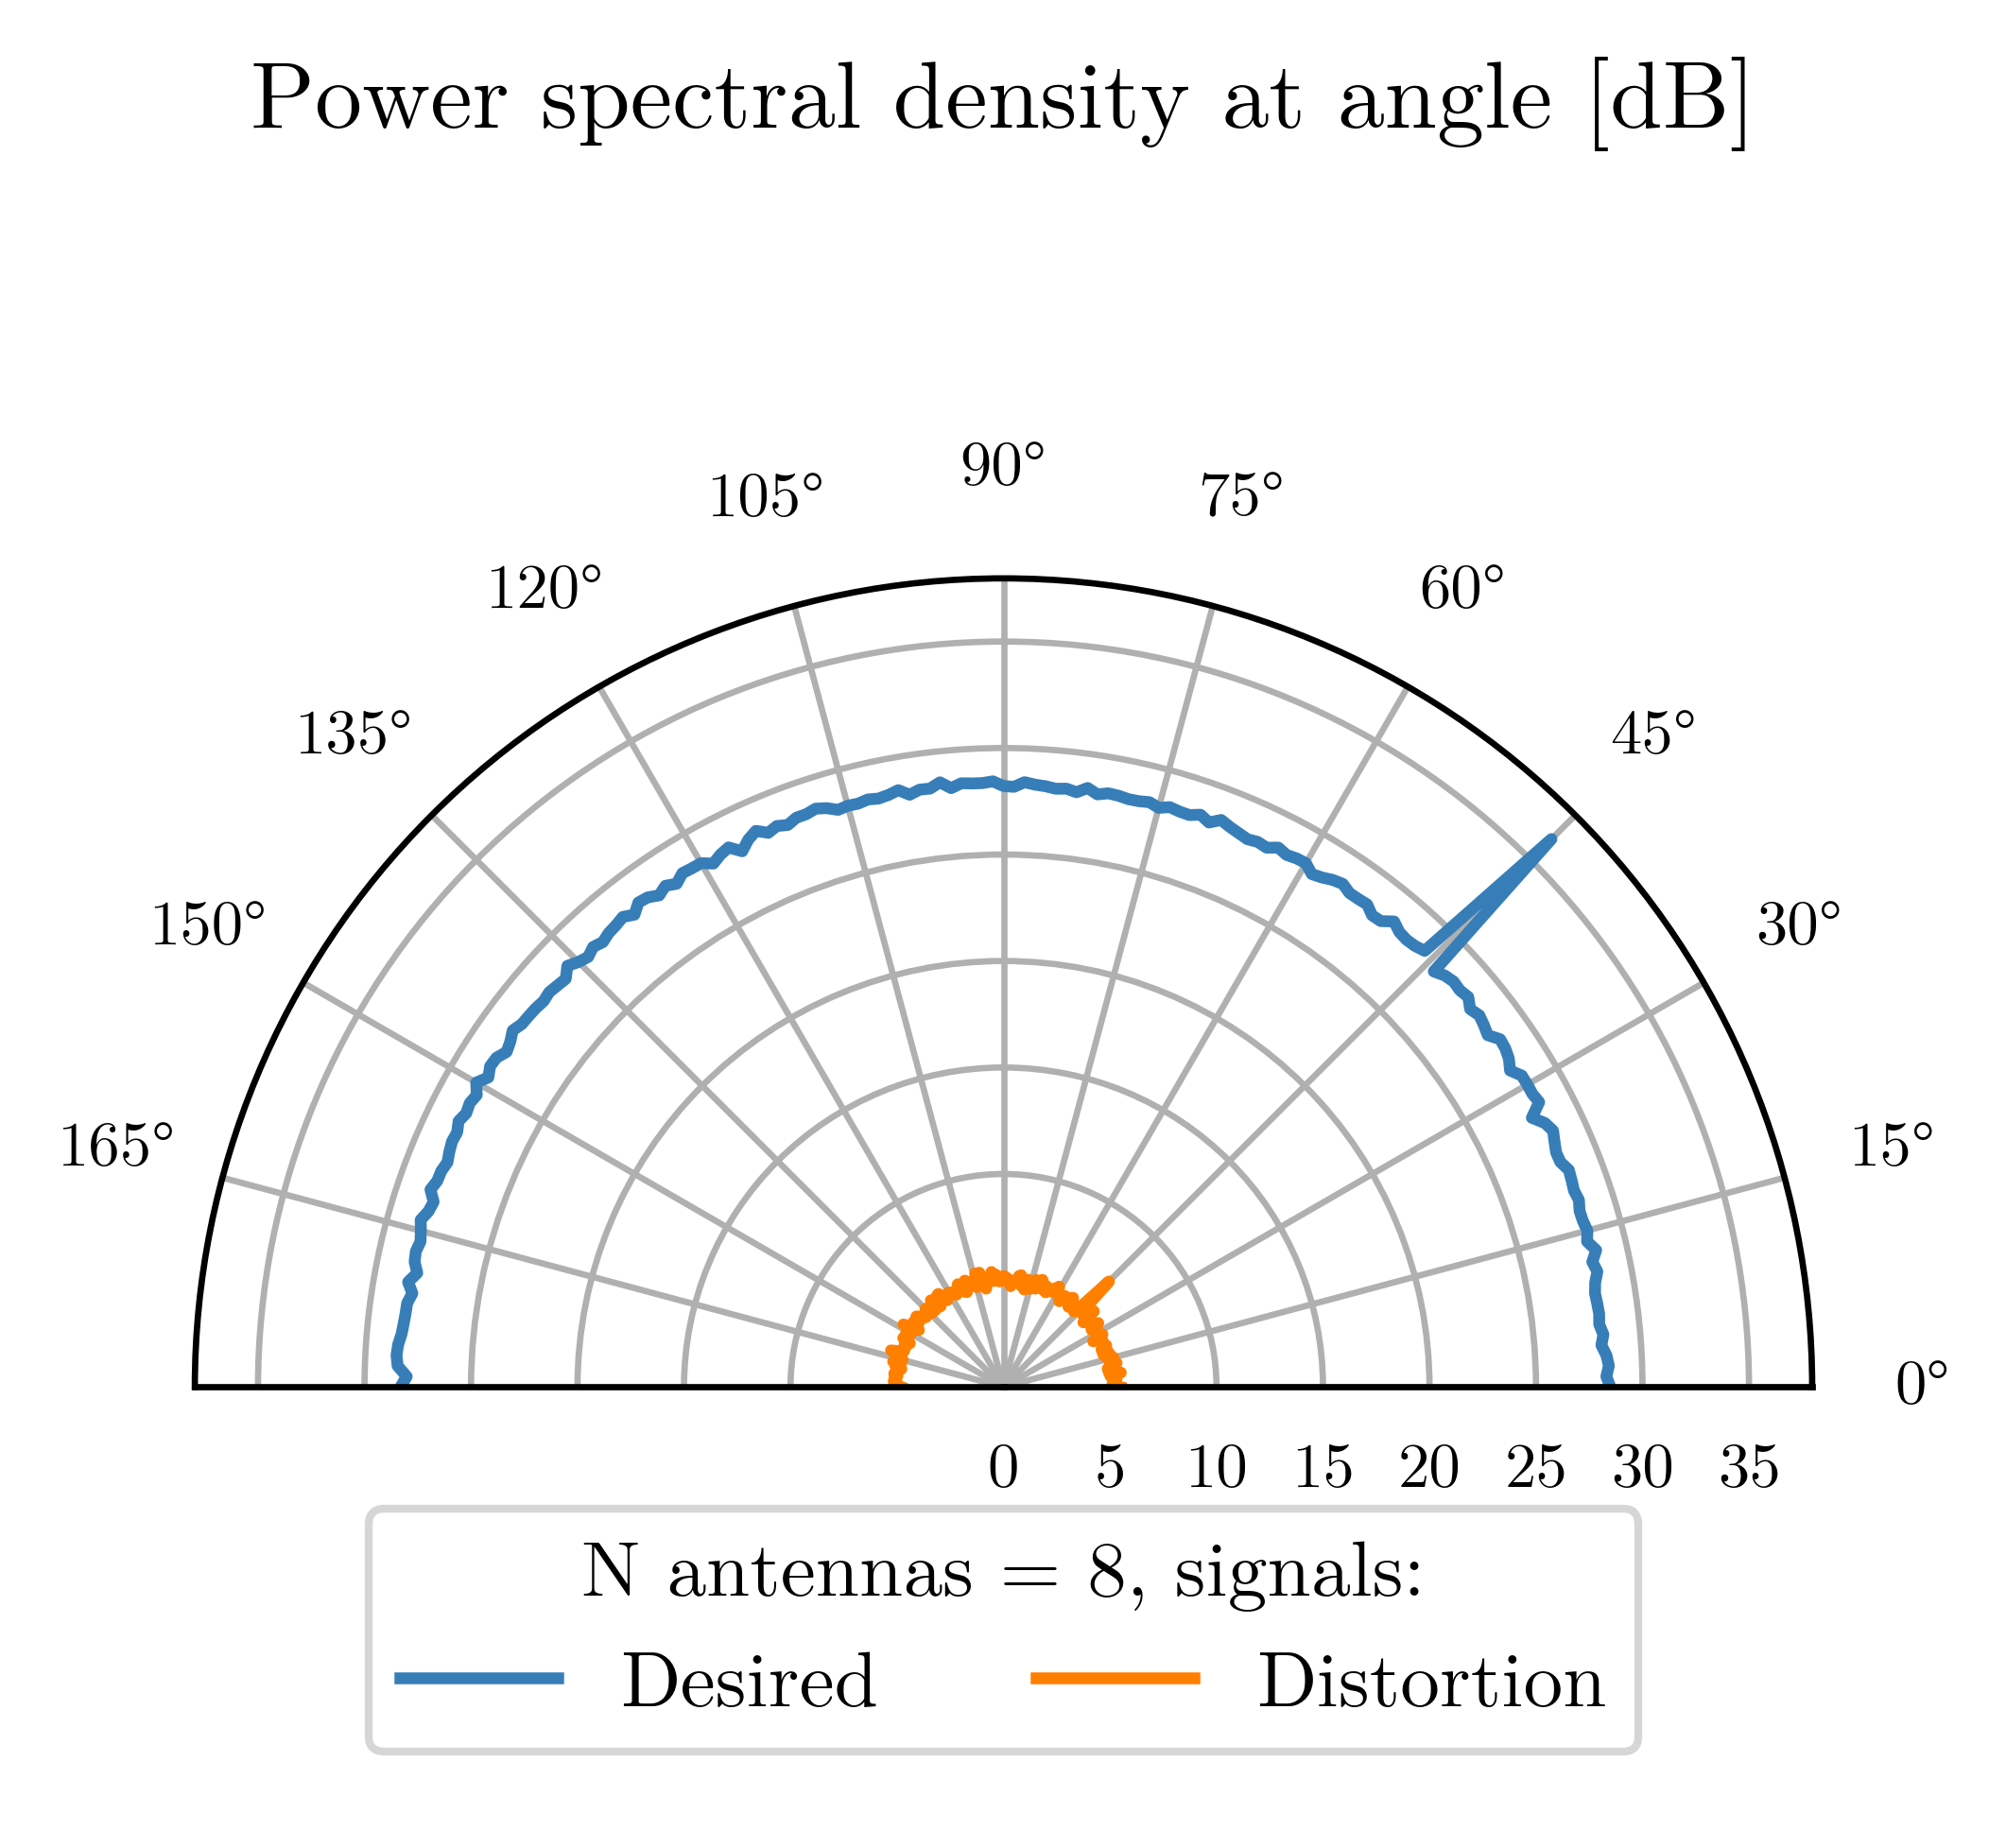 Power spectral density at angle [dB]
90°
105°
75°
120°
60°
135°
45°
150°
30°
165°
15°
0°
0 5 10 15 20 25 30 35
N antennas = 8, signals:
Desired
Distortion